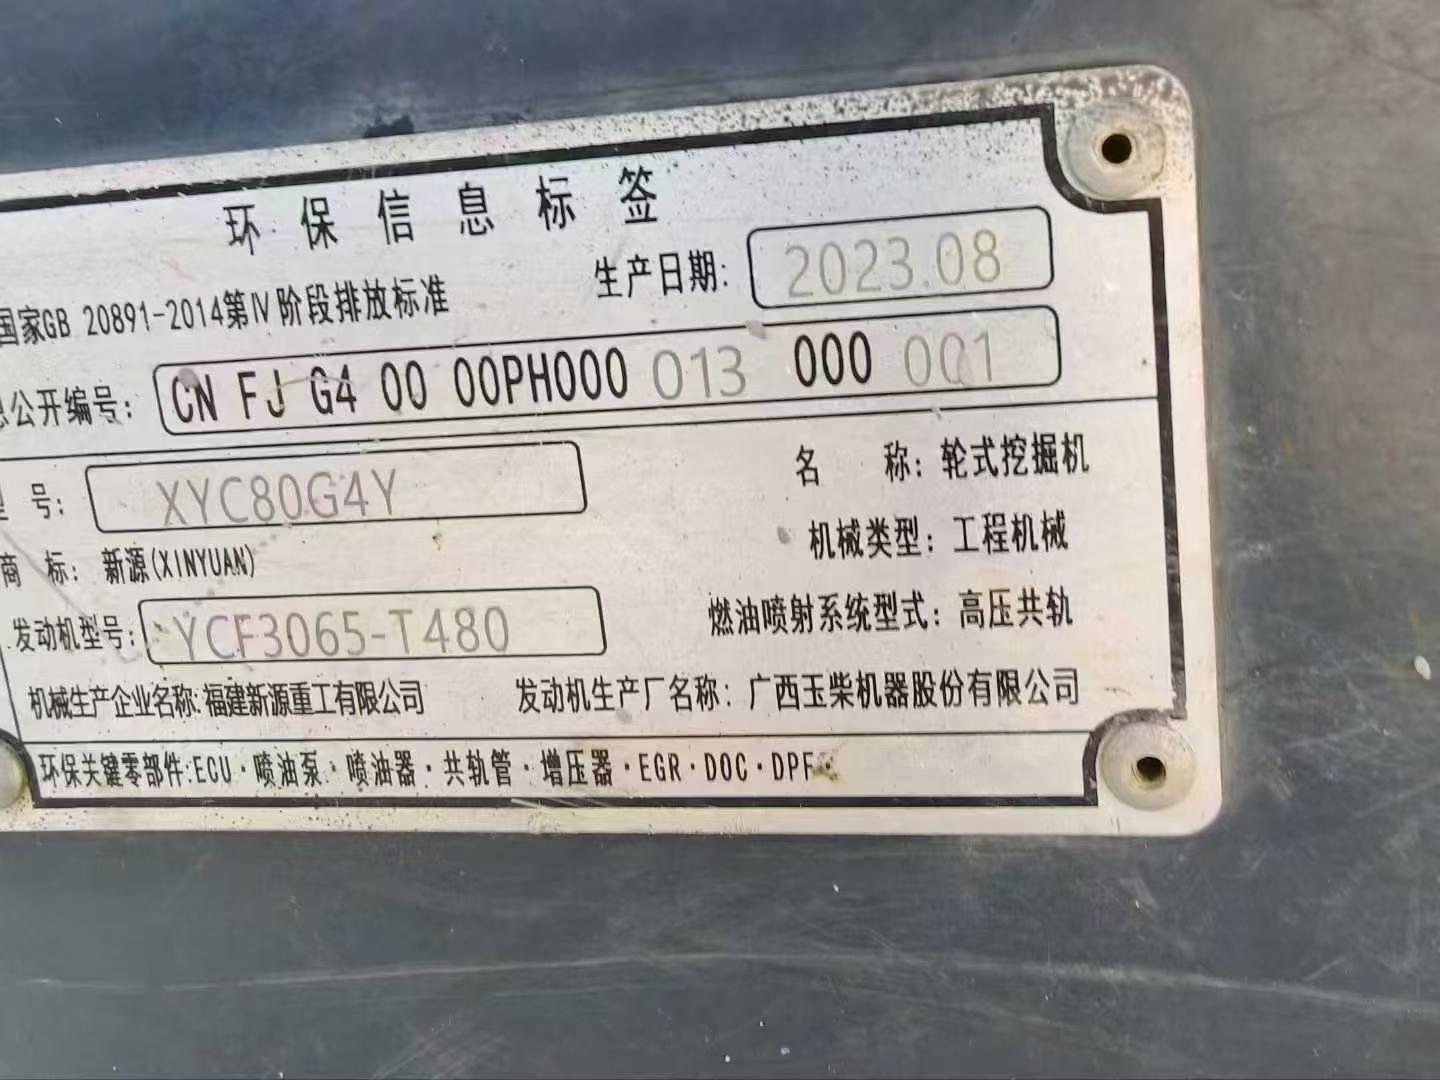 环保信息标签
国家GB 20891-2014第Ⅳ阶段排放标准 生产日期: 2023.08
息公开编号: CN FJ G4 00 00PH000 013 000 001
型 号: XYC80G4Y 名 称: 轮式挖掘机
商 标: 新源(XINYUAN) 机械类型: 工程机械
发动机型号: YCF3065-T480 燃油喷射系统型式: 高压共轨
机械生产企业名称: 福建新源重工有限公司 发动机生产厂名称: 广西玉柴机器股份有限公司
环保关键零部件:ECU·喷油泵·喷油器·共轨管·增压器·EGR·DOC·DPF·